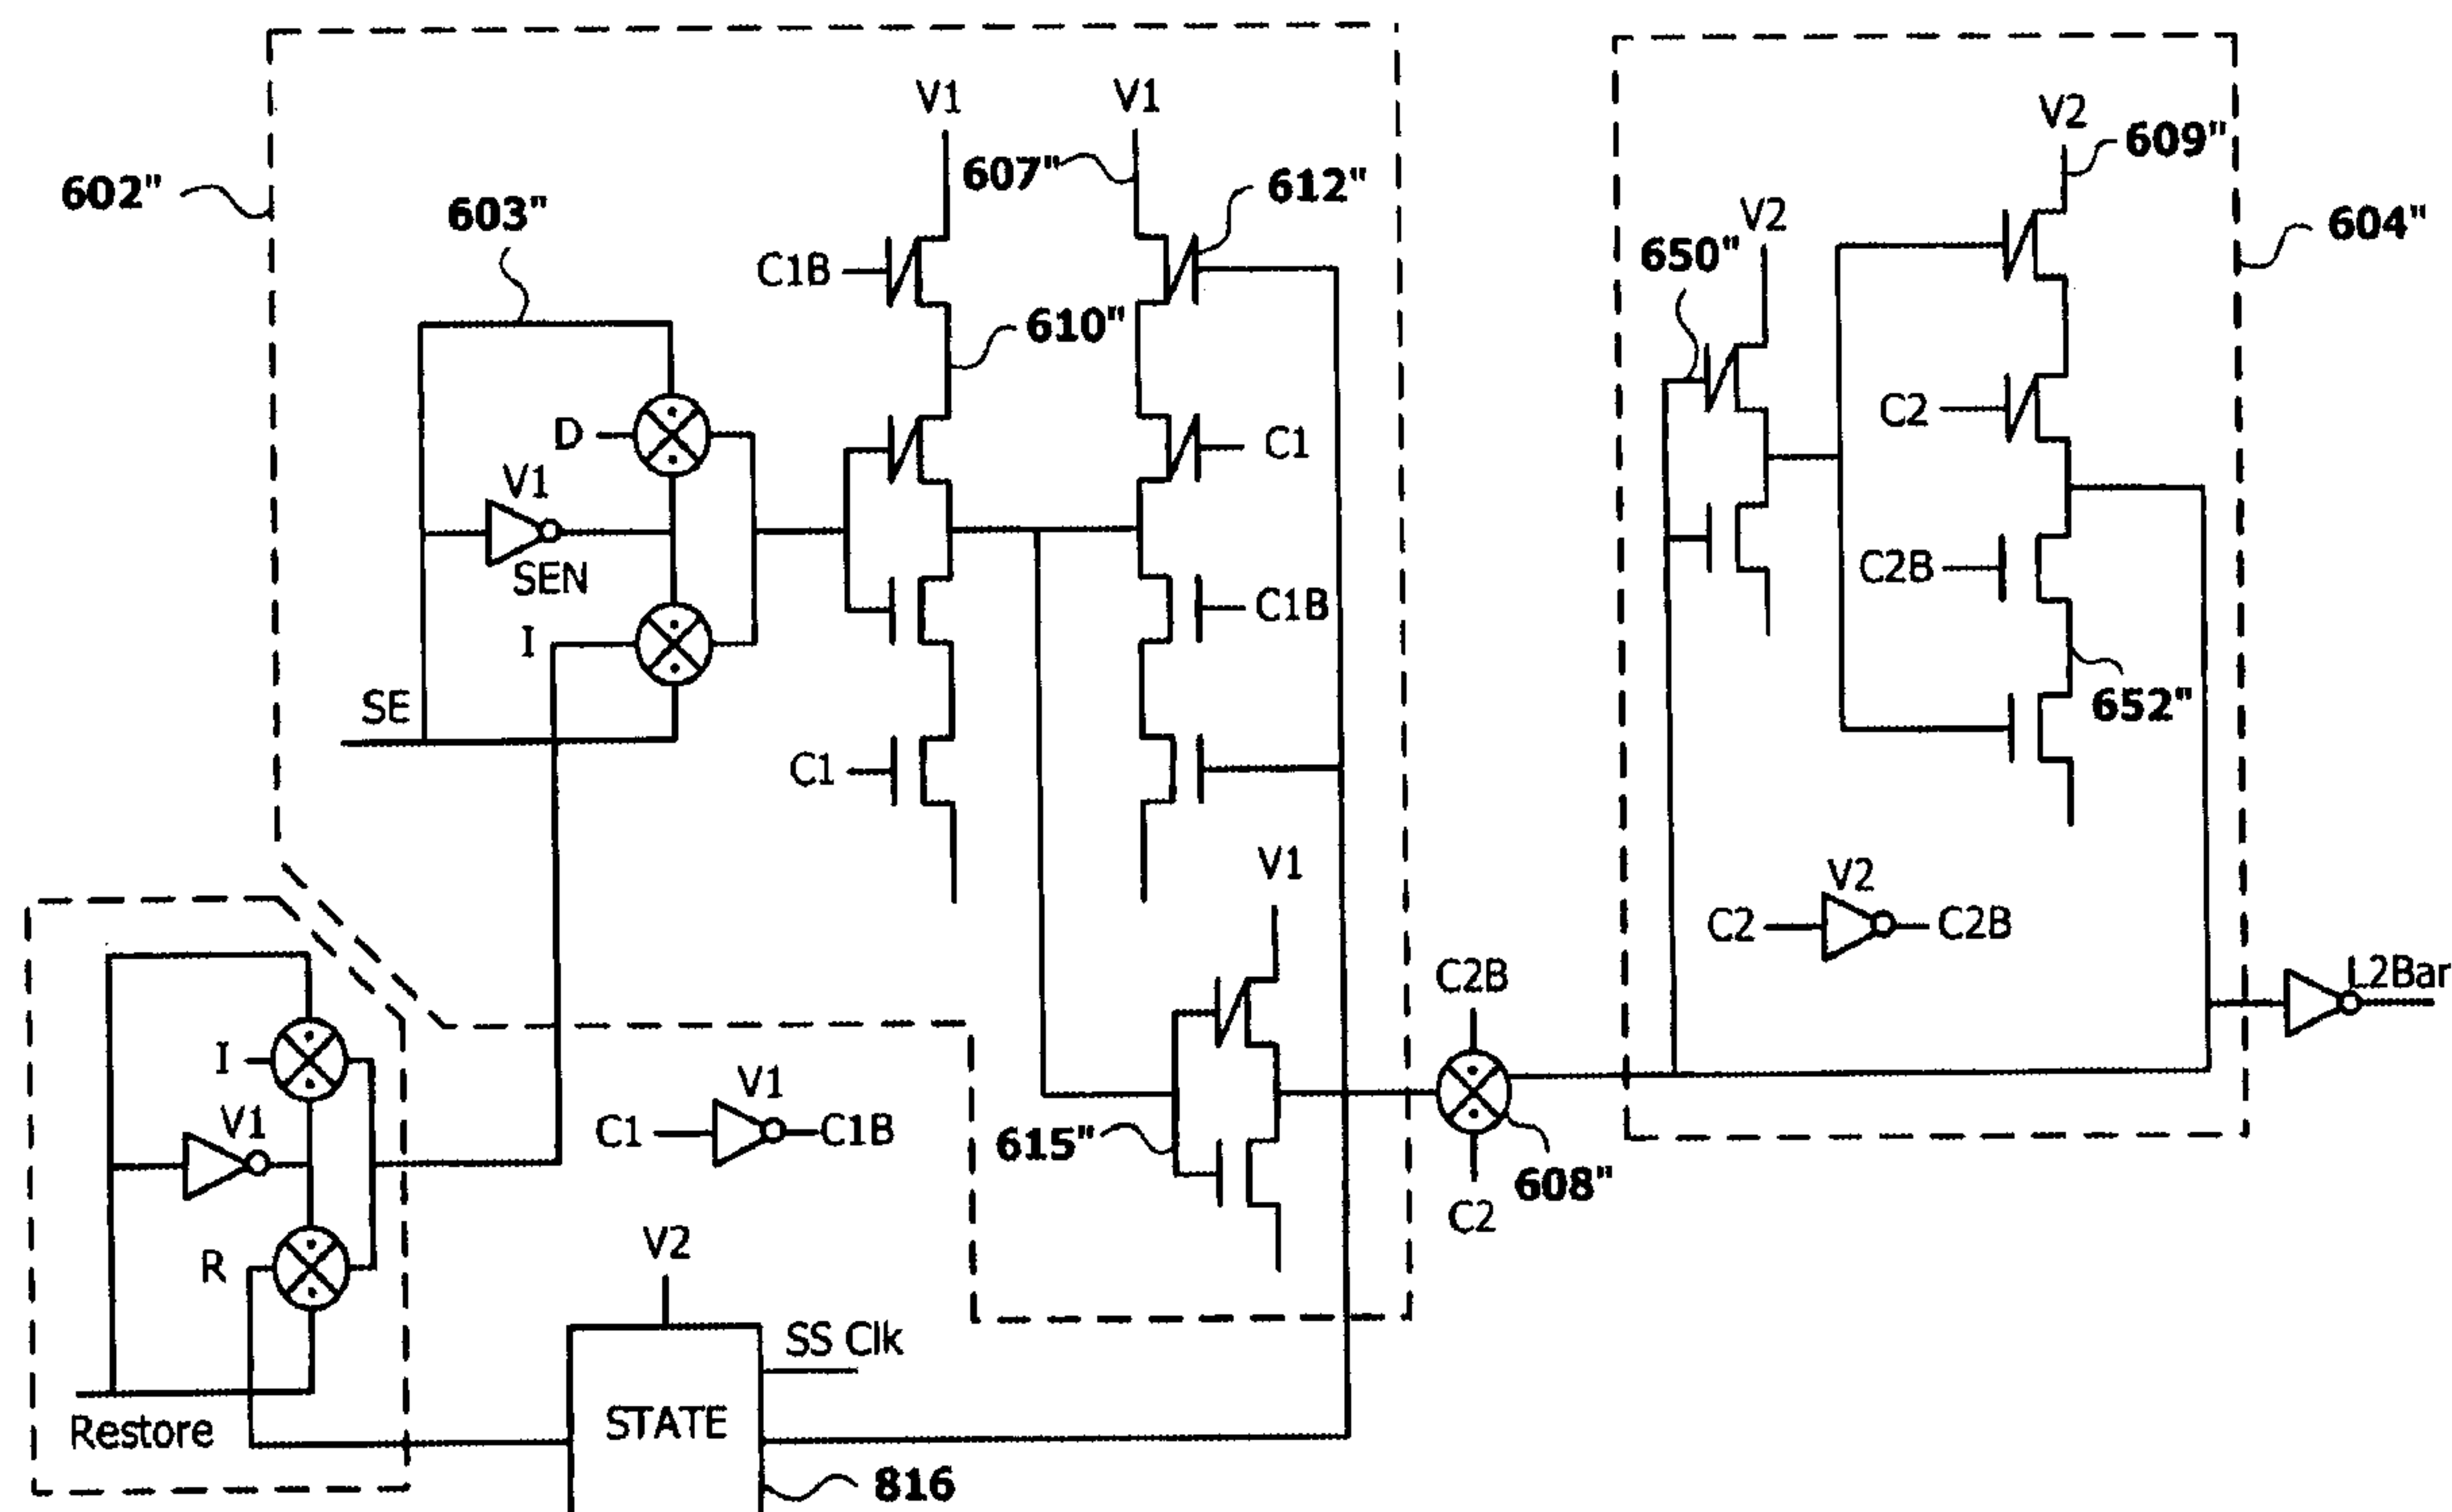 V1
V1
V2
609"
607"
612"
602"
603"
V2
604"
650"
C1B
610"
C2
D
C1
V1
C2B
SEN
C1B
I
SE
652"
C1
V1
V2
C2
C2B
C2B
L2Bar
I
V1
V1
C1
C1B
615"
608"
C2
R
V2
SS Clk
Restore
STATE
816